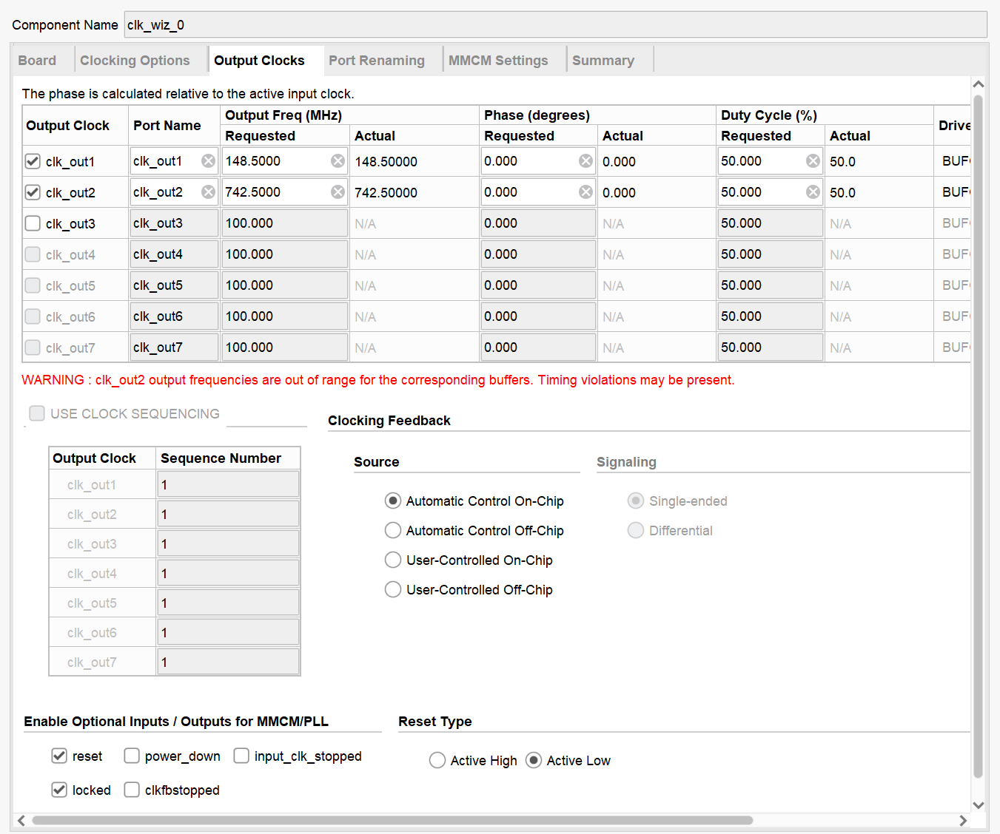 Component Name clk_wiz_0
Board Clocking Options Output Clocks Port Renaming MMCM Settings Summary
The phase is calculated relative to the active input clock.
Output Clock Port Name Output Freq (MHz) Phase (degrees) Duty Cycle (%) Drive
Requested Actual Requested Actual Requested Actual
clk_out1 clk_out1 148.5000 148.50000 0.000 0.000 50.000 50.0 BUF
clk_out2 clk_out2 742.5000 742.50000 0.000 0.000 50.000 50.0 BUF
clk_out3 clk_out3 100.000 N/A 0.000 N/A 50.000 N/A BUF
clk_out4 clk_out4 100.000 N/A 0.000 N/A 50.000 N/A BUF
clk_out5 clk_out5 100.000 N/A 0.000 N/A 50.000 N/A BUF
clk_out6 clk_out6 100.000 N/A 0.000 N/A 50.000 N/A BUF
clk_out7 clk_out7 100.000 N/A 0.000 N/A 50.000 N/A BUF
WARNING : clk_out2 output frequencies are out of range for the corresponding buffers. Timing violations may be present.
USE CLOCK SEQUENCING
Clocking Feedback
Output Clock Sequence Number
clk_out1 1
clk_out2 1
clk_out3 1
clk_out4 1
clk_out5 1
clk_out6 1
clk_out7 1
Source Signaling
Automatic Control On-Chip Single-ended
Automatic Control Off-Chip Differential
User-Controlled On-Chip
User-Controlled Off-Chip
Enable Optional Inputs / Outputs for MMCM/PLL Reset Type
reset power_down input_clk_stopped Active High Active Low
locked clkfbstopped